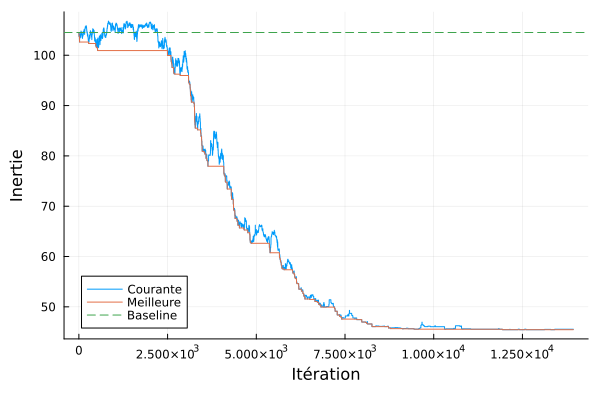 Inertie
100
90
80
70
60
50
Courante
Meilleure
Baseline
0
2.500×10³
5.000×10³
7.500×10³
1.000×10⁴
1.250×10⁴
Itération